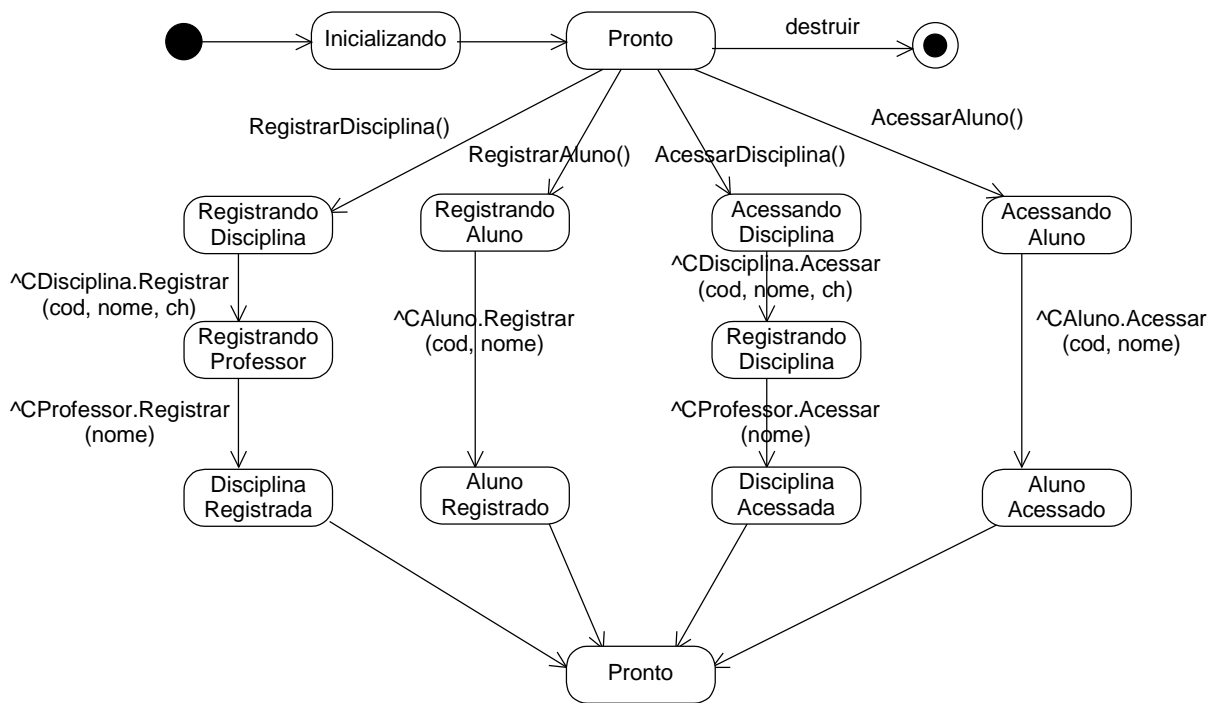 destruir
Inicializando
Pronto
RegistrarDisciplina()
RegistrarAluno()
AcessarDisciplina()
AcessarAluno()
Registrando
Disciplina
Registrando
Aluno
Acessando
Disciplina
Acessando
Aluno
^CDisciplina.Registrar
(cod, nome, ch)
^CAluno.Registrar
(cod, nome)
^CDisciplina.Acessar
(cod, nome, ch)
^CAluno.Acessar
(cod, nome)
Registrando
Professor
Registrando
Disciplina
^CProfessor.Registrar
(nome)
^CProfessor.Acessar
(nome)
Disciplina
Registrada
Aluno
Registrado
Disciplina
Acessada
Aluno
Acessado
Pronto